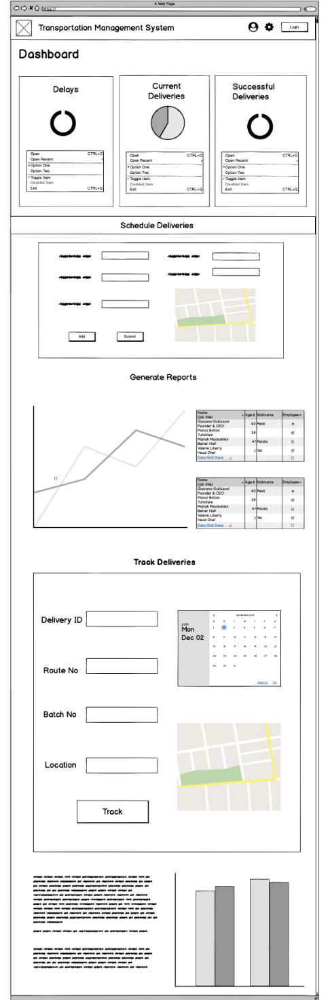 A Web Page
https://
Transportation Management System
Login
Dashboard
Delays
Open CTRL+O
Open Recent
Option One
Option Two
Toggle Item
Disabled Item
Exit CTRL+Q
Current
Deliveries
Open CTRL+O
Open Recent
Option One
Option Two
Toggle Item
Disabled Item
Exit CTRL+Q
Successful
Deliveries
Open CTRL+O
Open Recent
Option One
Option Two
Toggle Item
Disabled Item
Exit CTRL+Q
Schedule Deliveries
Add Submit
Generate Reports
Name
(job title) Age Nickname Employee
Giacomo Guilizzoni
Founder & CEO 40 Peldi
Marco Botton
Tuttofare 38
Mariah Maclachlan
Better Half 41 Potato
Valerie Liberty
Head Chef :) Val
Data Grid Docs
Name
(job title) Age Nickname Employee
Giacomo Guilizzoni
Founder & CEO 40 Peldi
Marco Botton
Tuttofare 38
Mariah Maclachlan
Better Half 41 Potato
Valerie Liberty
Head Chef :) Val
Data Grid Docs
Track Deliveries
Delivery ID
Route No
Batch No
Location
Track
2019
Mon
Dec 02
DECEMBER 2019
S M T W T F S
1 2 3 4 5 6 7
8 9 10 11 12 13 14
15 16 17 18 19 20 21
22 23 24 25 26 27 28
29 30 31
CANCEL OK